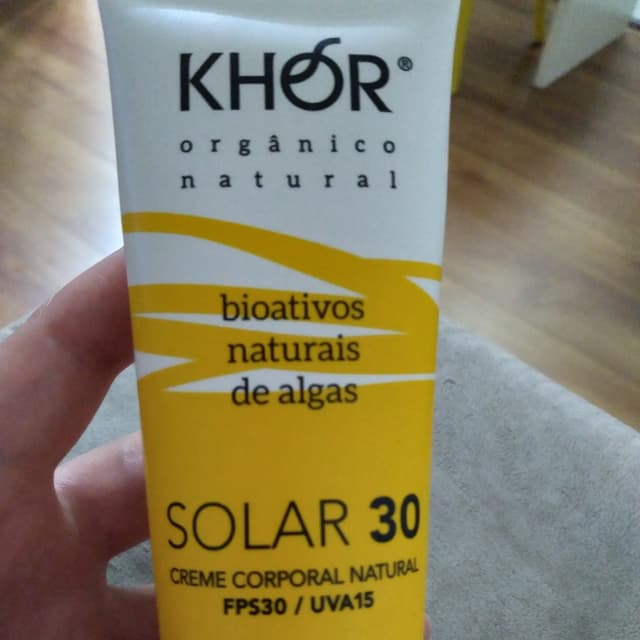 KHOR®
orgânico
natural
bioativos
naturais
de algas
SOLAR 30
CREME CORPORAL NATURAL
FPS30 / UVA15